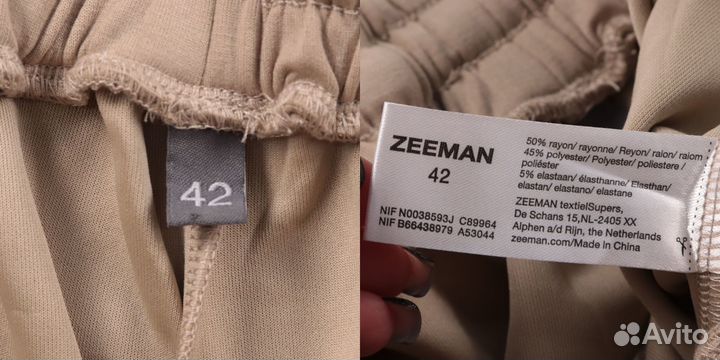 42
ZEEMAN
42
NIF N0038593J C89964
NIF B66438979 A53044
50% rayon/ rayonne/ Reyon/ raion/ raiom
45% polyester/ Polyester/ poliestere /
poliéster
5% elastaan/ élasthanne/ Elasthan/
elastan/ elastano/ elastane
ZEEMAN textielSupers,
De Schans 15,NL-2405 XX
Alphen a/d Rijn, the Netherlands
zeeman.com/Made in China
Avito